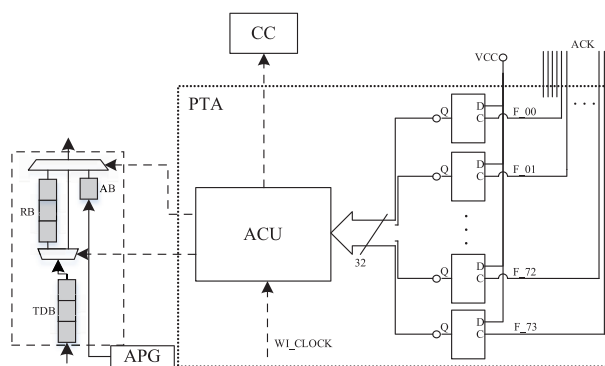 CC
VCC
ACK
PTA
. . .
D
Q
C
F_00
D
Q
C
F_01
AB
RB
ACU
32
D
Q
C
F_72
TDB
WI_CLOCK
D
Q
C
F_73
APG